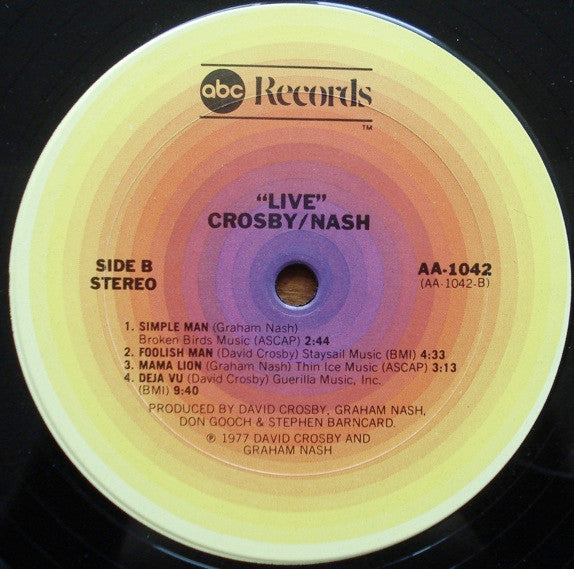 abc Records
TM
"LIVE"
CROSBY/NASH
SIDE B
STEREO
AA-1042
(AA-1042-B)
1. SIMPLE MAN (Graham Nash)
Broken Birds Music (ASCAP) 2:44
2. FOOLISH MAN (David Crosby) Staysail Music (BMI) 4:33
3. MAMA LION (Graham Nash) Thin Ice Music (ASCAP) 3:13
4. DEJA VU (David Crosby) Guerilla Music, Inc.
(BMI) 9:40
PRODUCED BY DAVID CROSBY, GRAHAM NASH,
DON GOOCH & STEPHEN BARNCARD.
℗ 1977 DAVID CROSBY AND
GRAHAM NASH